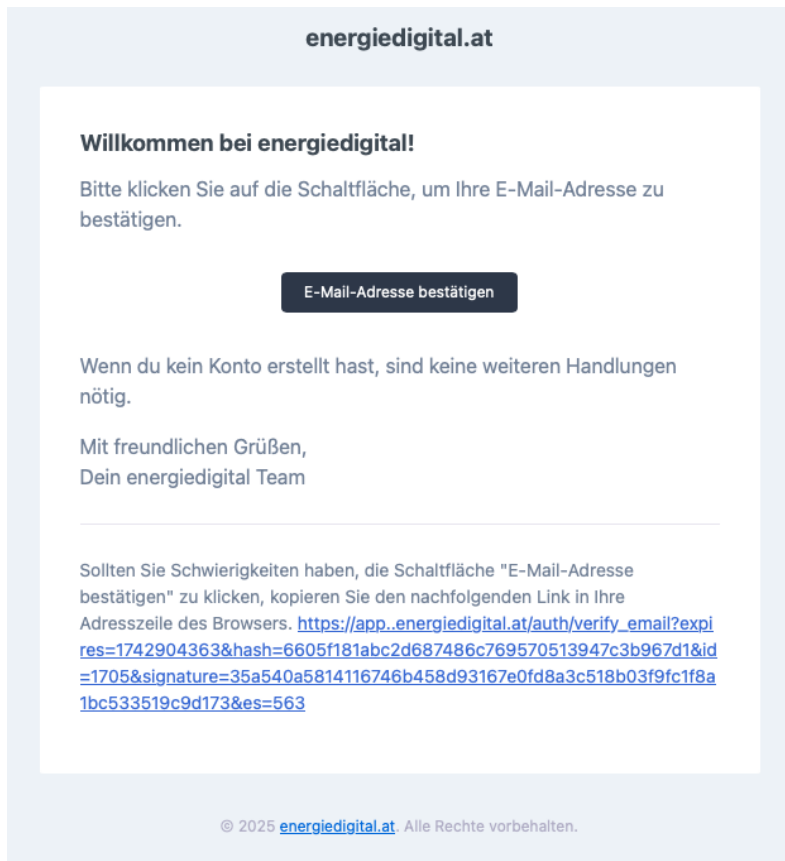 energiedigital.at
Willkommen bei energiedigital!
Bitte klicken Sie auf die Schaltfläche, um Ihre E-Mail-Adresse zu
bestätigen.
E-Mail-Adresse bestätigen
Wenn du kein Konto erstellt hast, sind keine weiteren Handlungen
nötig.
Mit freundlichen Grüßen,
Dein energiedigital Team
Sollten Sie Schwierigkeiten haben, die Schaltfläche "E-Mail-Adresse
bestätigen" zu klicken, kopieren Sie den nachfolgenden Link in Ihre
Adresszeile des Browsers. https://app..energiedigital.at/auth/verify_email?expi
res=1742904363&hash=6605f181abc2d687486c769570513947c3b967d1&id
=1705&signature=35a540a5814116746b458d93167e0fd8a3c518b03f9fc1f8a
1bc533519c9d173&es=563
© 2025 energiedigital.at. Alle Rechte vorbehalten.